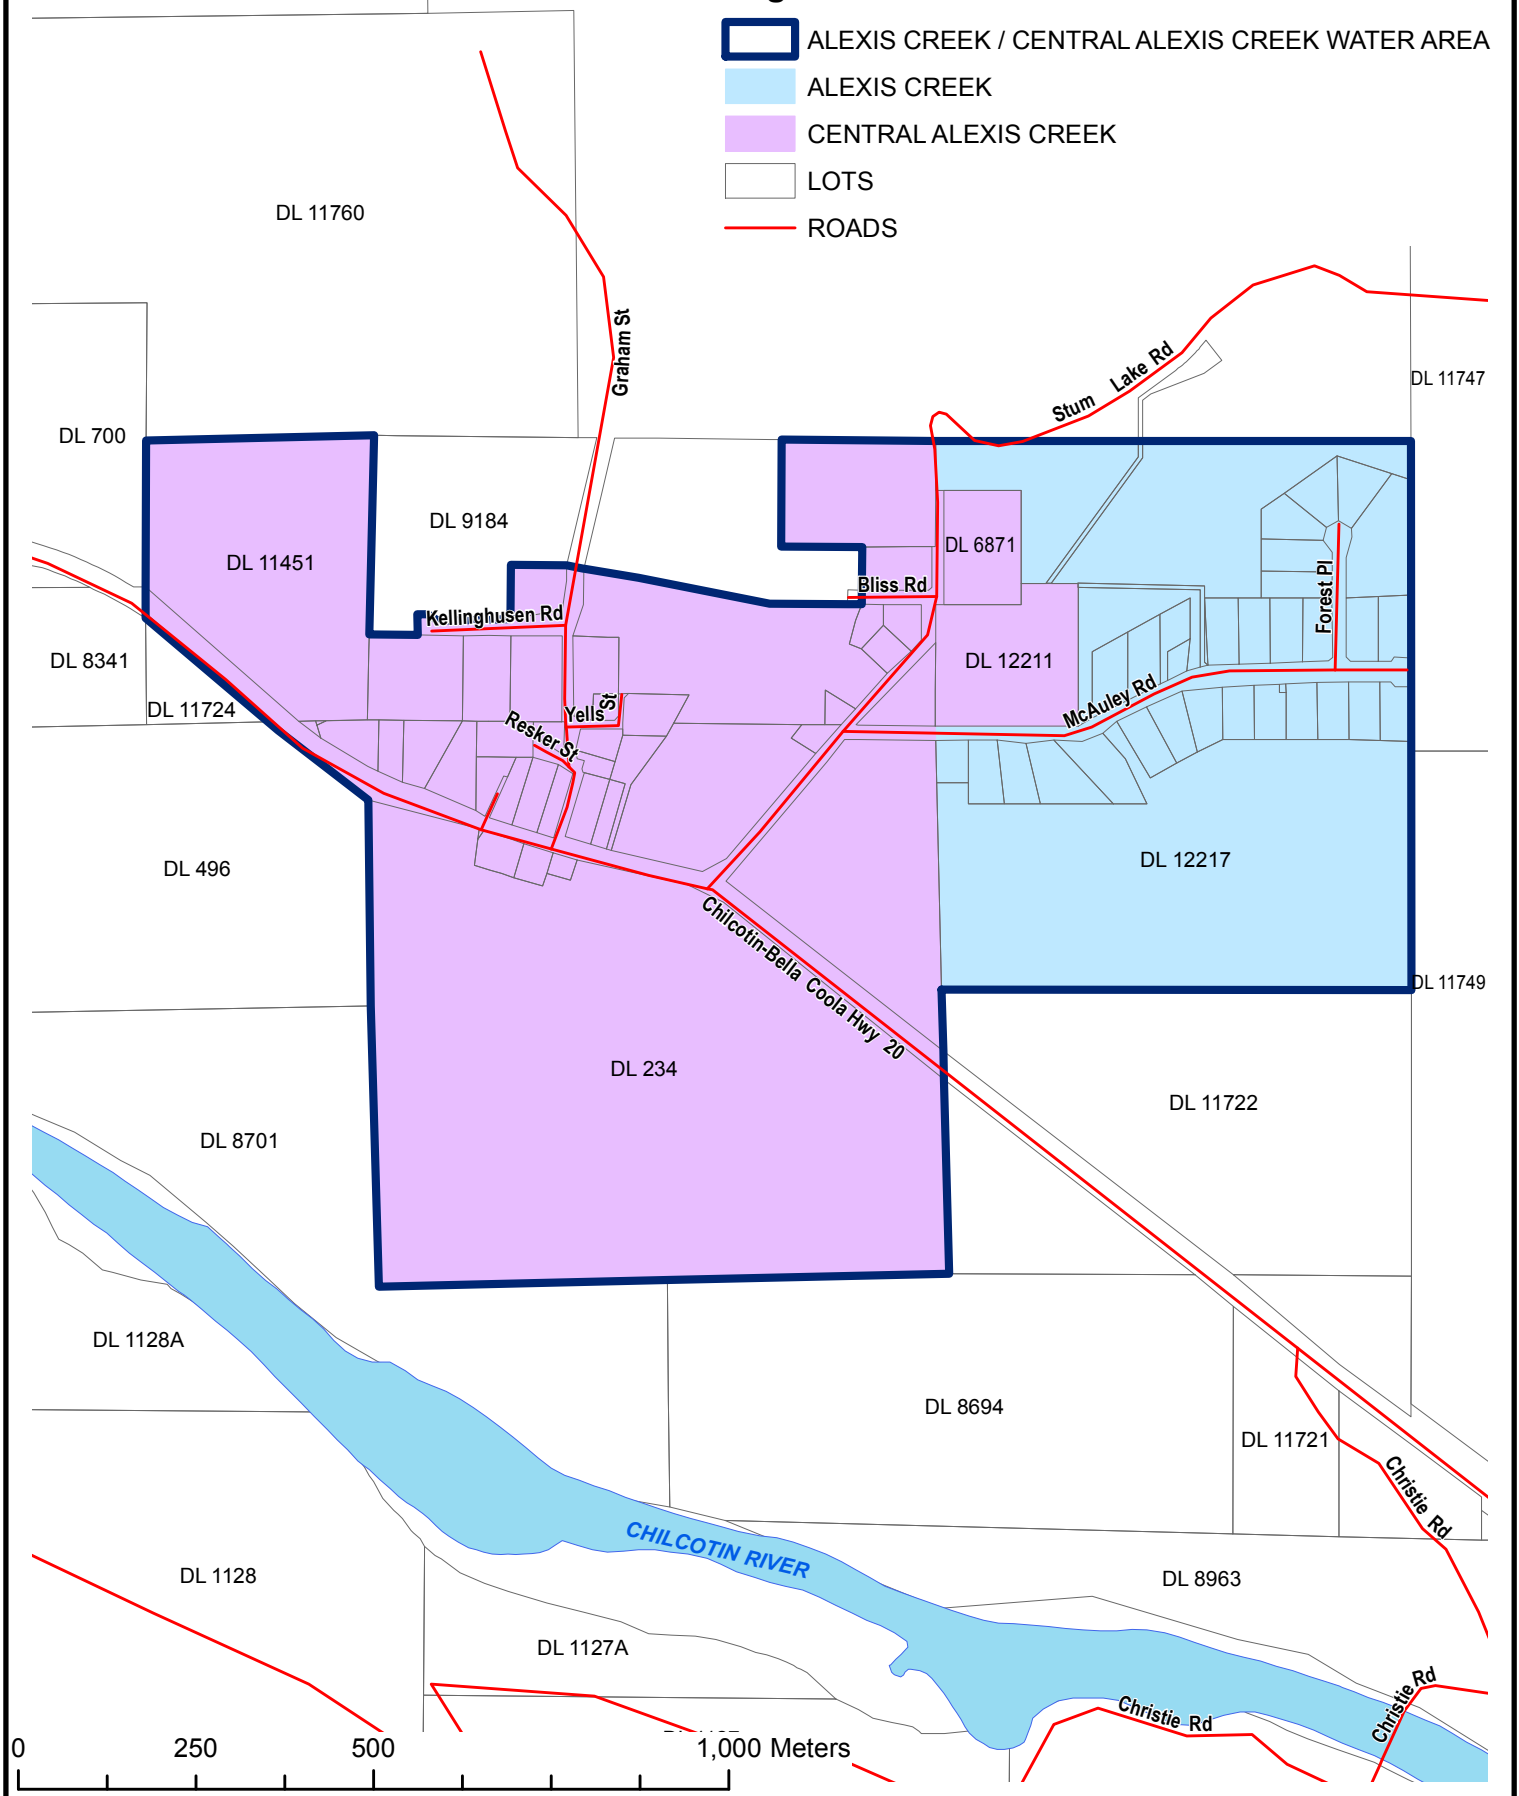 ALEXIS CREEK / CENTRAL ALEXIS CREEK WATER AREA
ALEXIS CREEK
CENTRAL ALEXIS CREEK
LOTS
ROADS
DL 11760
Graham St
Stum Lake Rd
DL 11747
DL 700
DL 9184
DL 11451
DL 6871
Bliss Rd
Forest Pl
Kellinghusen Rd
DL 8341
DL 12211
McAuley Rd
DL 11724
Yells St
Resker St
DL 496
DL 12217
Chilcotin-Bella Coola Hwy 20
DL 11749
DL 234
DL 11722
DL 8701
DL 1128A
DL 8694
DL 11721
Christie Rd
CHILCOTIN RIVER
DL 1128
DL 8963
DL 1127A
Christie Rd
Christie Rd
0 250 500 1,000 Meters